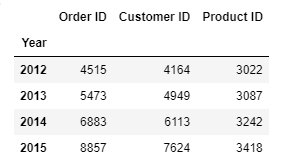 Order ID Customer ID Product ID
Year
2012 4515 4164 3022
2013 5473 4949 3087
2014 6883 6113 3242
2015 8857 7624 3418